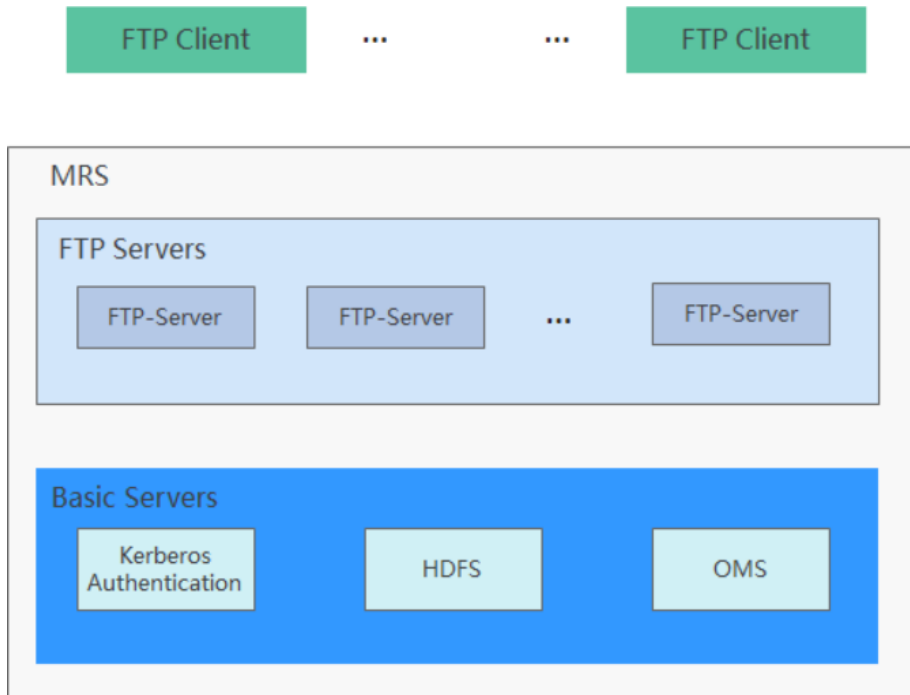 FTP Client ... ... FTP Client
MRS
FTP Servers
FTP-Server FTP-Server ... FTP-Server
Basic Servers
Kerberos
Authentication
HDFS
OMS